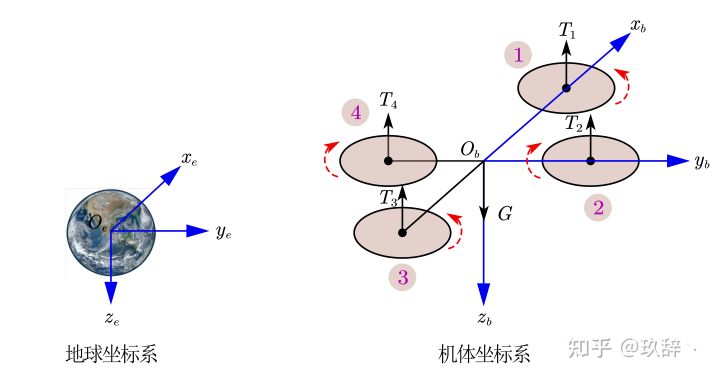 x_b
T_1
1
4
T_4
T_2
O_b
y_b
x_e
T_3
2
O_e
G
y_e
3
z_e
z_b
地球坐标系
机体坐标系
知乎 @玖辞丶